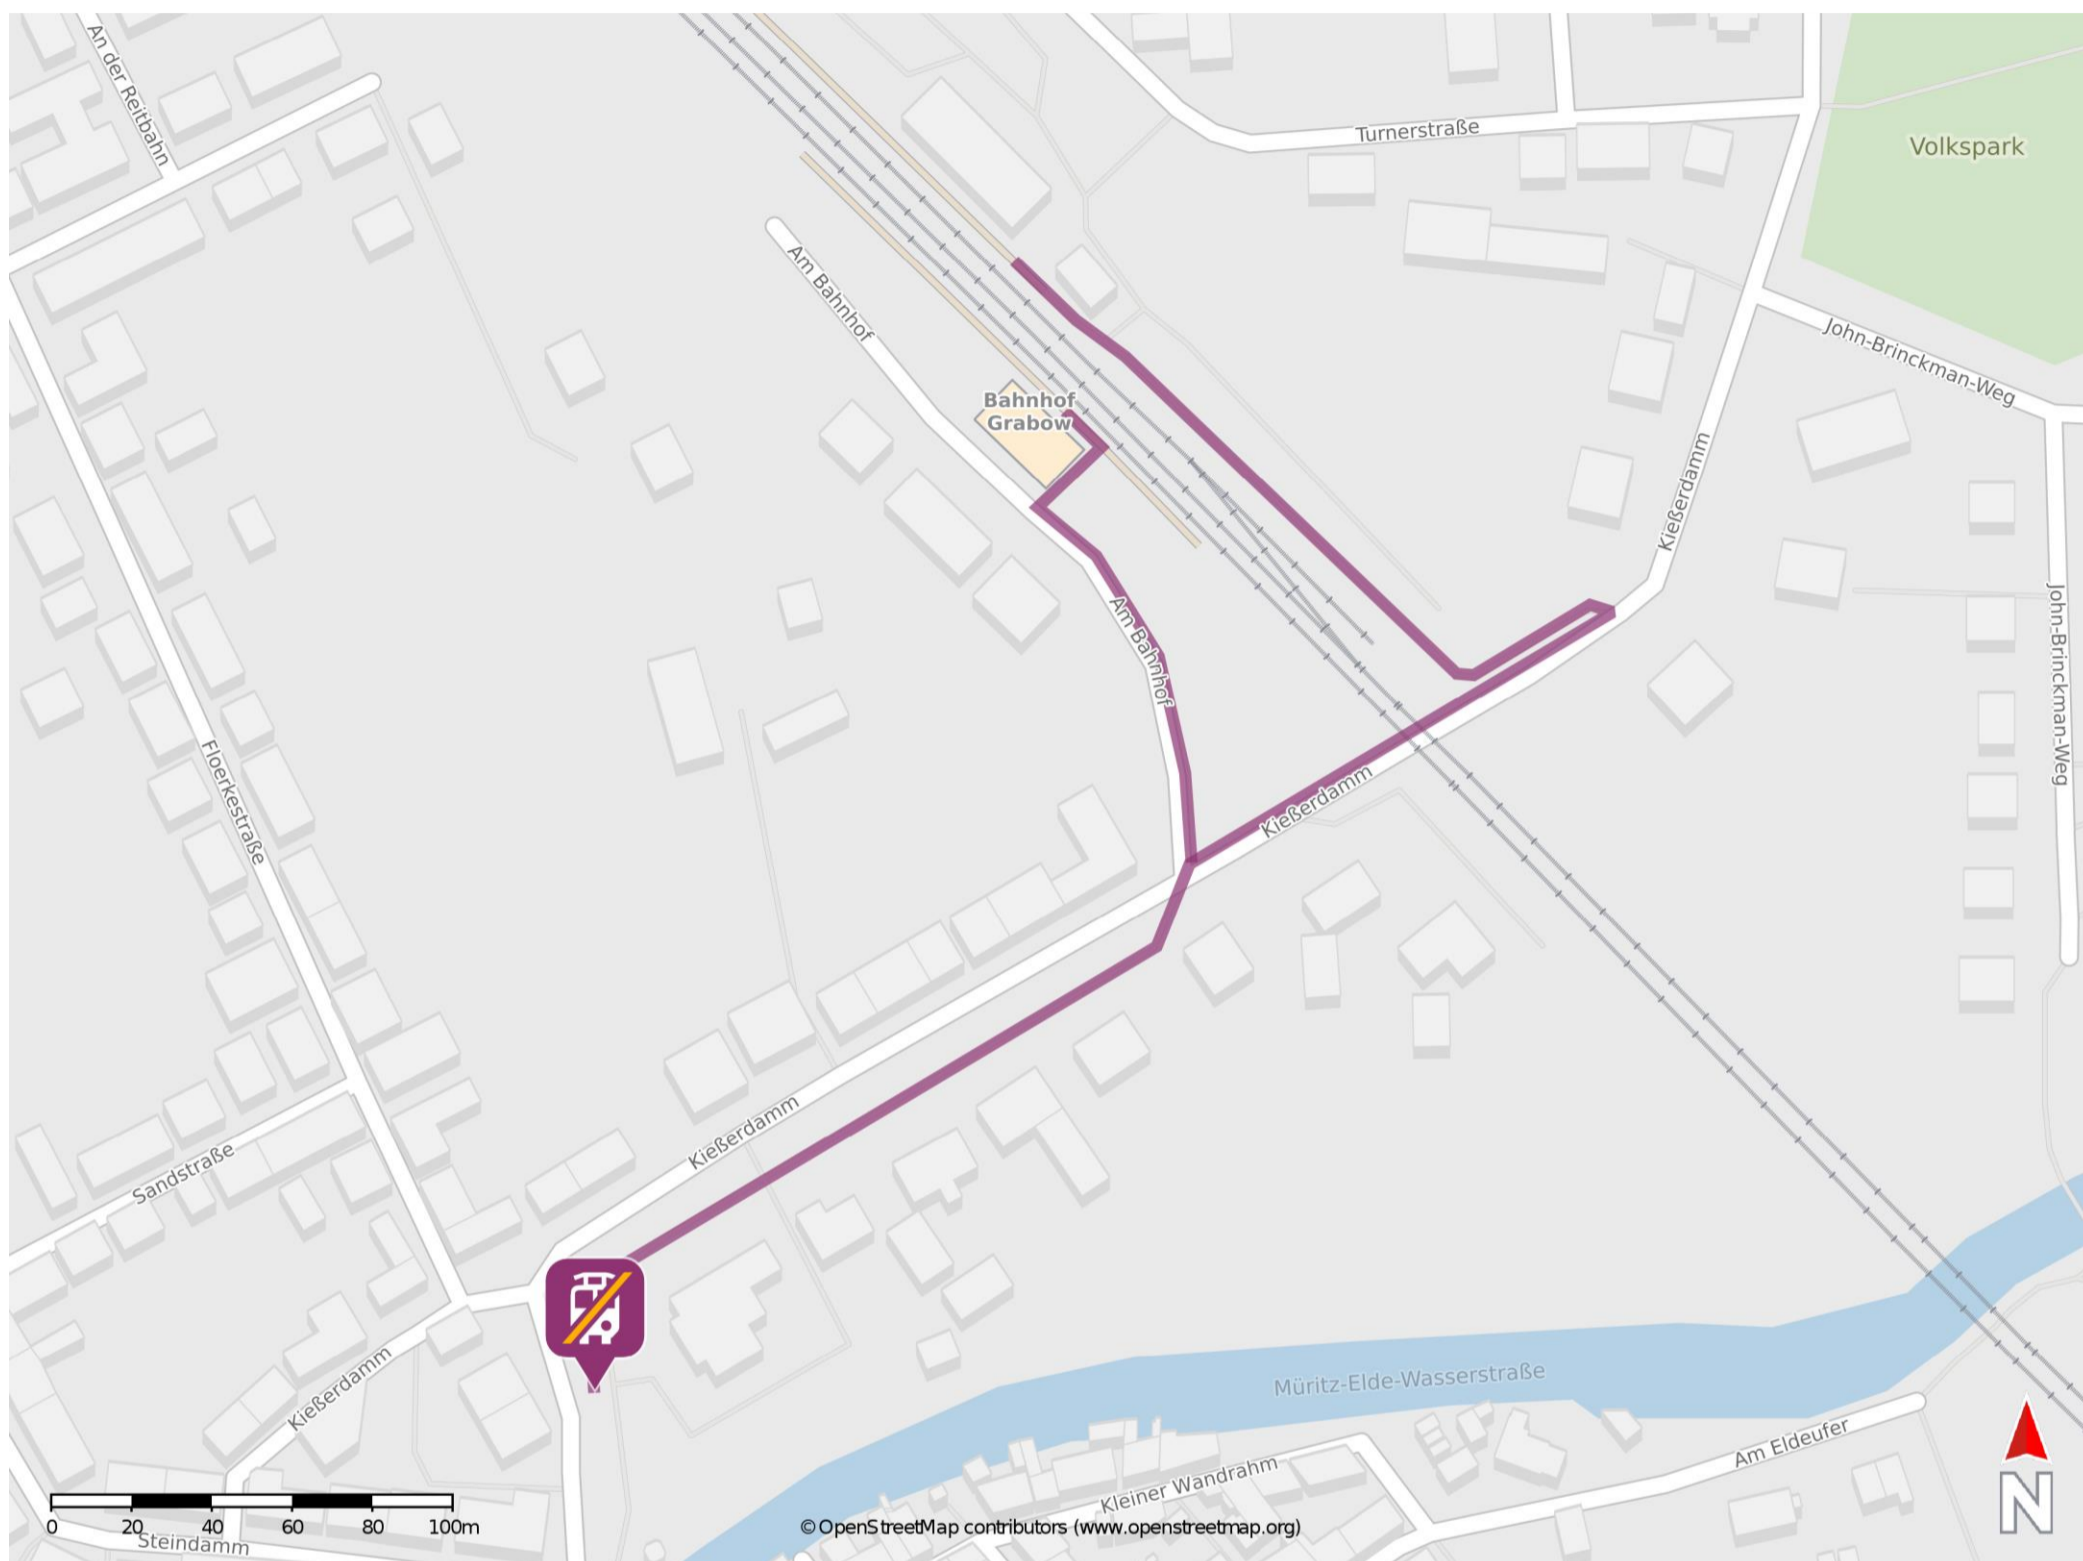 An der Reitbahn
Turnerstraße
Volkspark
Am Bahnhof
John-Brinckman-Weg
Bahnhof
Grabow
Kießerdamm
Am Bahnhof
John-Brinckman-Weg
Floerkestraße
Kießerdamm
Kießerdamm
Sandstraße
Kießerdamm
Müritz-Elde-Wasserstraße
Am Eldeufer
Kleiner Wandrahm
N
0 20 40 60 80 100m
© OpenStreetMap contributors (www.openstreetmap.org)
Steindamm